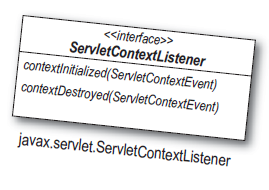 <<interface>>
ServletContextListener
contextInitialized(ServletContextEvent)
contextDestroyed(ServletContextEvent)
javax.servlet.ServletContextListener